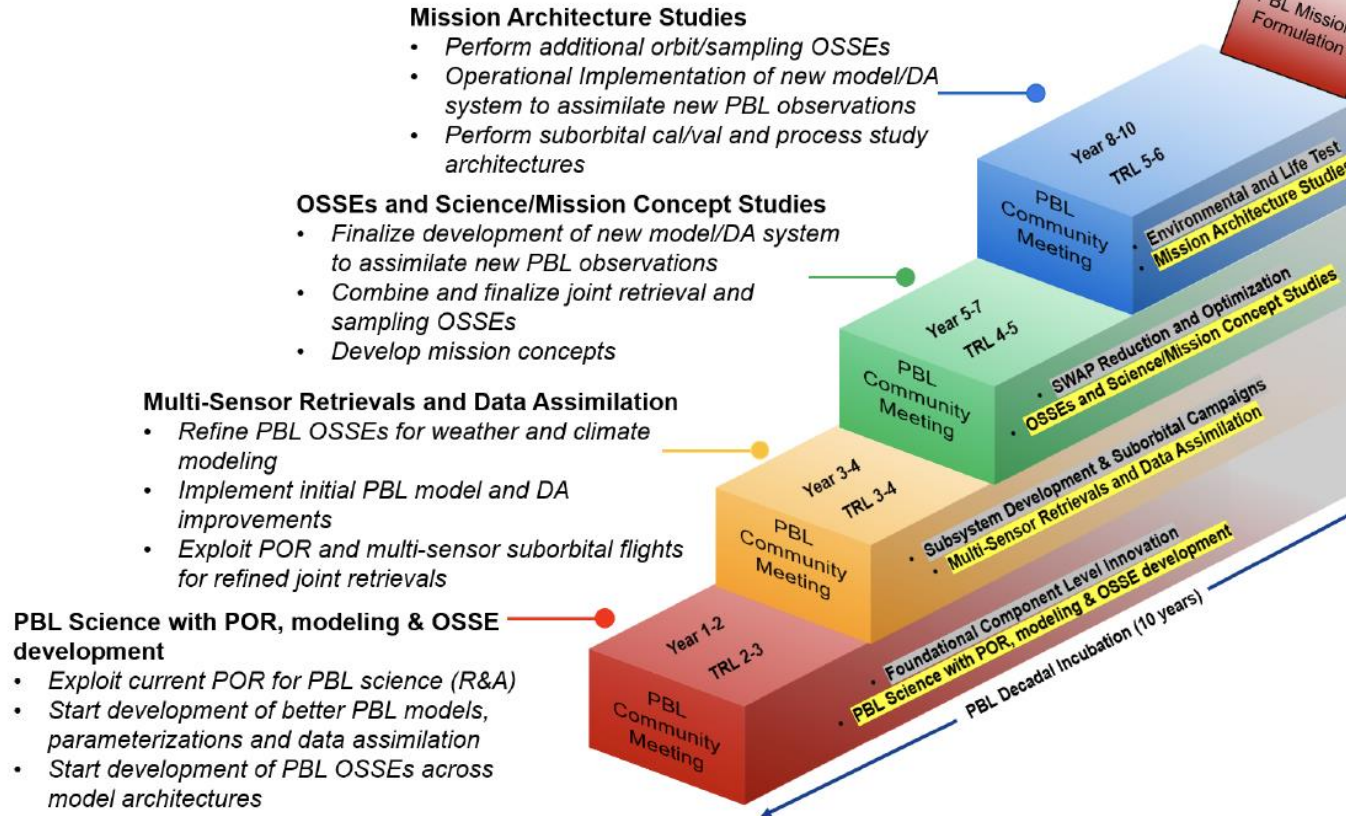 Mission Architecture Studies
• Perform additional orbit/sampling OSSEs
• Operational Implementation of new model/DA
system to assimilate new PBL observations
• Perform suborbital cal/val and process study
architectures
OSSEs and Science/Mission Concept Studies
• Finalize development of new model/DA system
to assimilate new PBL observations
• Combine and finalize joint retrieval and
sampling OSSEs
• Develop mission concepts
Multi-Sensor Retrievals and Data Assimilation
• Refine PBL OSSEs for weather and climate
modeling
• Implement initial PBL model and DA
improvements
• Exploit POR and multi-sensor suborbital flights
for refined joint retrievals
PBL Science with POR, modeling & OSSE
development
• Exploit current POR for PBL science (R&A)
• Start development of better PBL models,
parameterizations and data assimilation
• Start development of PBL OSSEs across
model architectures
PBL Mission
Formulation
Year 8-10
TRL 5-6
PBL
Community
Meeting
• Environmental and Life Test
• Mission Architecture Studies
Year 5-7
TRL 4-5
PBL
Community
Meeting
• SWAP Reduction and Optimization
• OSSEs and Science/Mission Concept Studies
Year 3-4
TRL 3-4
PBL
Community
Meeting
• Subsystem Development & Suborbital Campaigns
• Multi-Sensor Retrievals and Data Assimilation
Year 1-2
TRL 2-3
PBL
Community
Meeting
• Foundational Component Level Innovation
• PBL Science with POR, modeling & OSSE development
PBL Decadal Incubation (10 years)